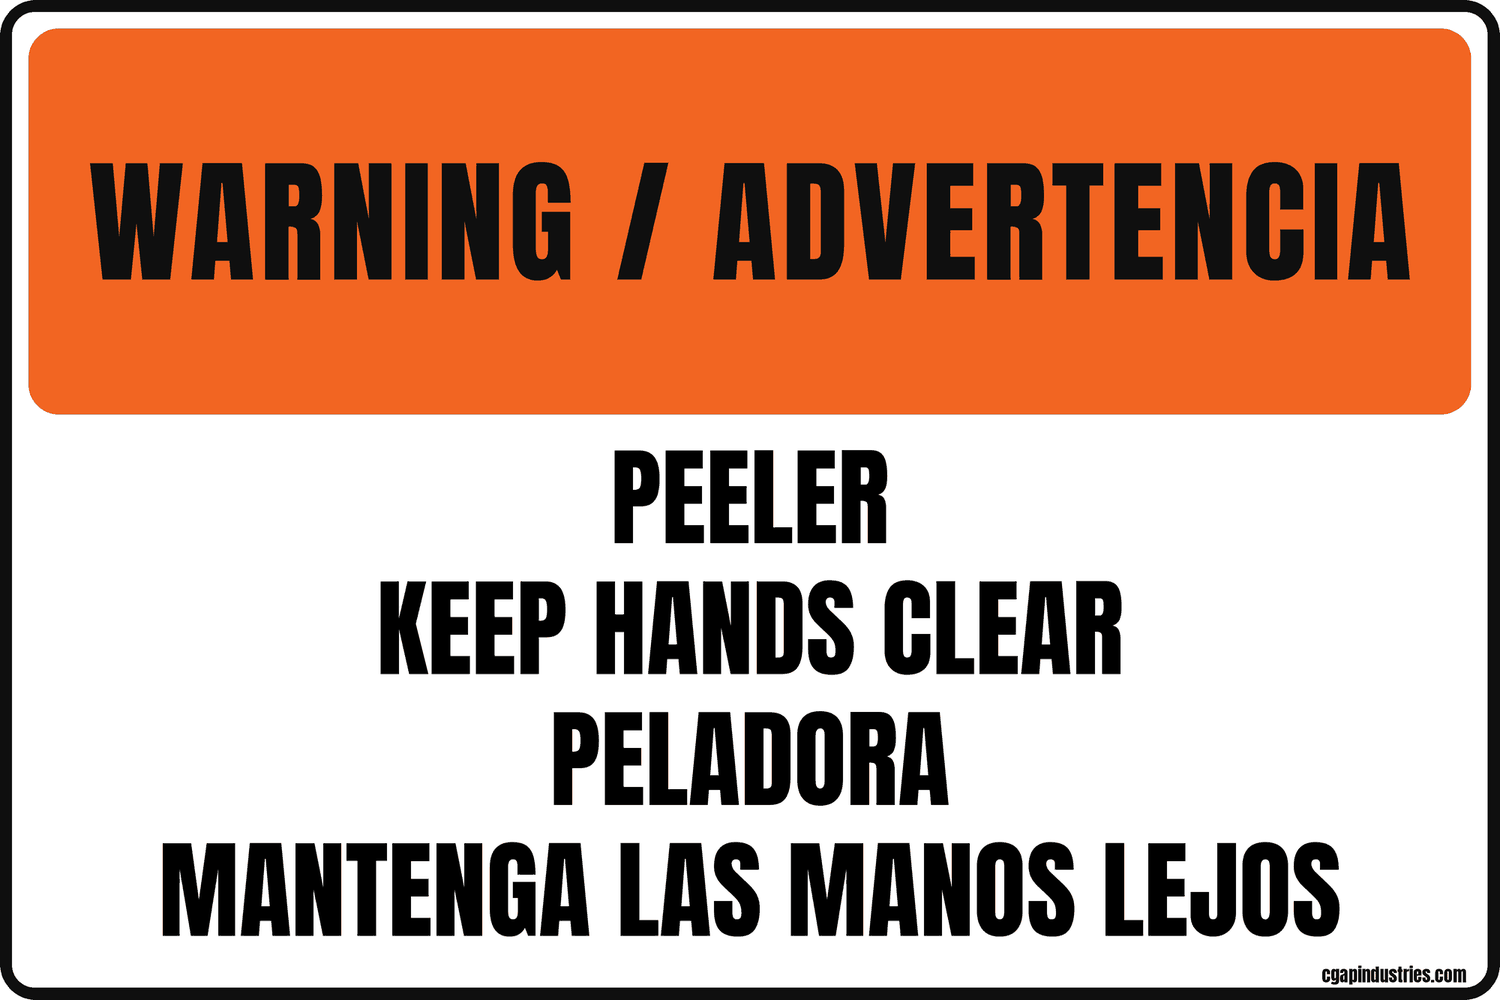 WARNING / ADVERTENCIA
PEELER
KEEP HANDS CLEAR
PELADORA
MANTENGA LAS MANOS LEJOS
cgapindustries.com